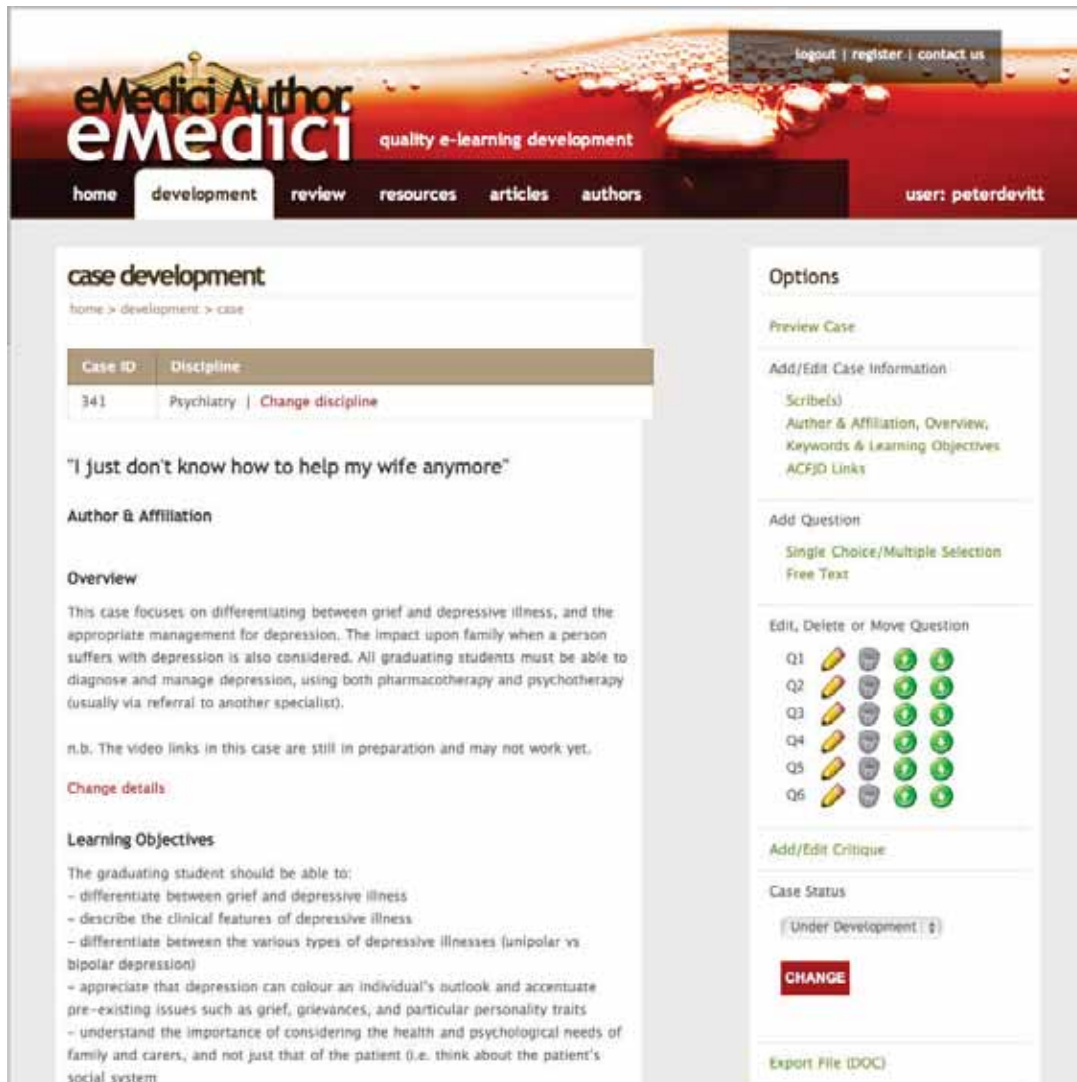 logout | register | contact us
eMedici Author
eMedici
quality e-learning development
home development review resources articles authors
user: peterdevitt
case development
home > development > case
Case ID Discipline
341 Psychiatry | Change discipline
"I just don't know how to help my wife anymore"
Author & Affiliation
Overview
This case focuses on differentiating between grief and depressive illness, and the
appropriate management for depression. The impact upon family when a person
suffers with depression is also considered. All graduating students must be able to
diagnose and manage depression, using both pharmacotherapy and psychotherapy
(usually via referral to another specialist).
n.b. The video links in this case are still in preparation and may not work yet.
Change details
Learning Objectives
The graduating student should be able to:
- differentiate between grief and depressive illness
- describe the clinical features of depressive illness
- differentiate between the various types of depressive illnesses (unipolar vs
bipolar depression)
- appreciate that depression can colour an individual's outlook and accentuate
pre-existing issues such as grief, grievances, and particular personality traits
- understand the importance of considering the health and psychological needs of
family and carers, and not just that of the patient (i.e. think about the patient's
social system
Options
Preview Case
Add/Edit Case Information
Scribe(s)
Author & Affiliation, Overview,
Keywords & Learning Objectives
ACFJD Links
Add Question
Single Choice/Multiple Selection
Free Text
Edit, Delete or Move Question
Q1
Q2
Q3
Q4
Q5
Q6
Add/Edit Critique
Case Status
Under Development
CHANGE
Export File (DOC)